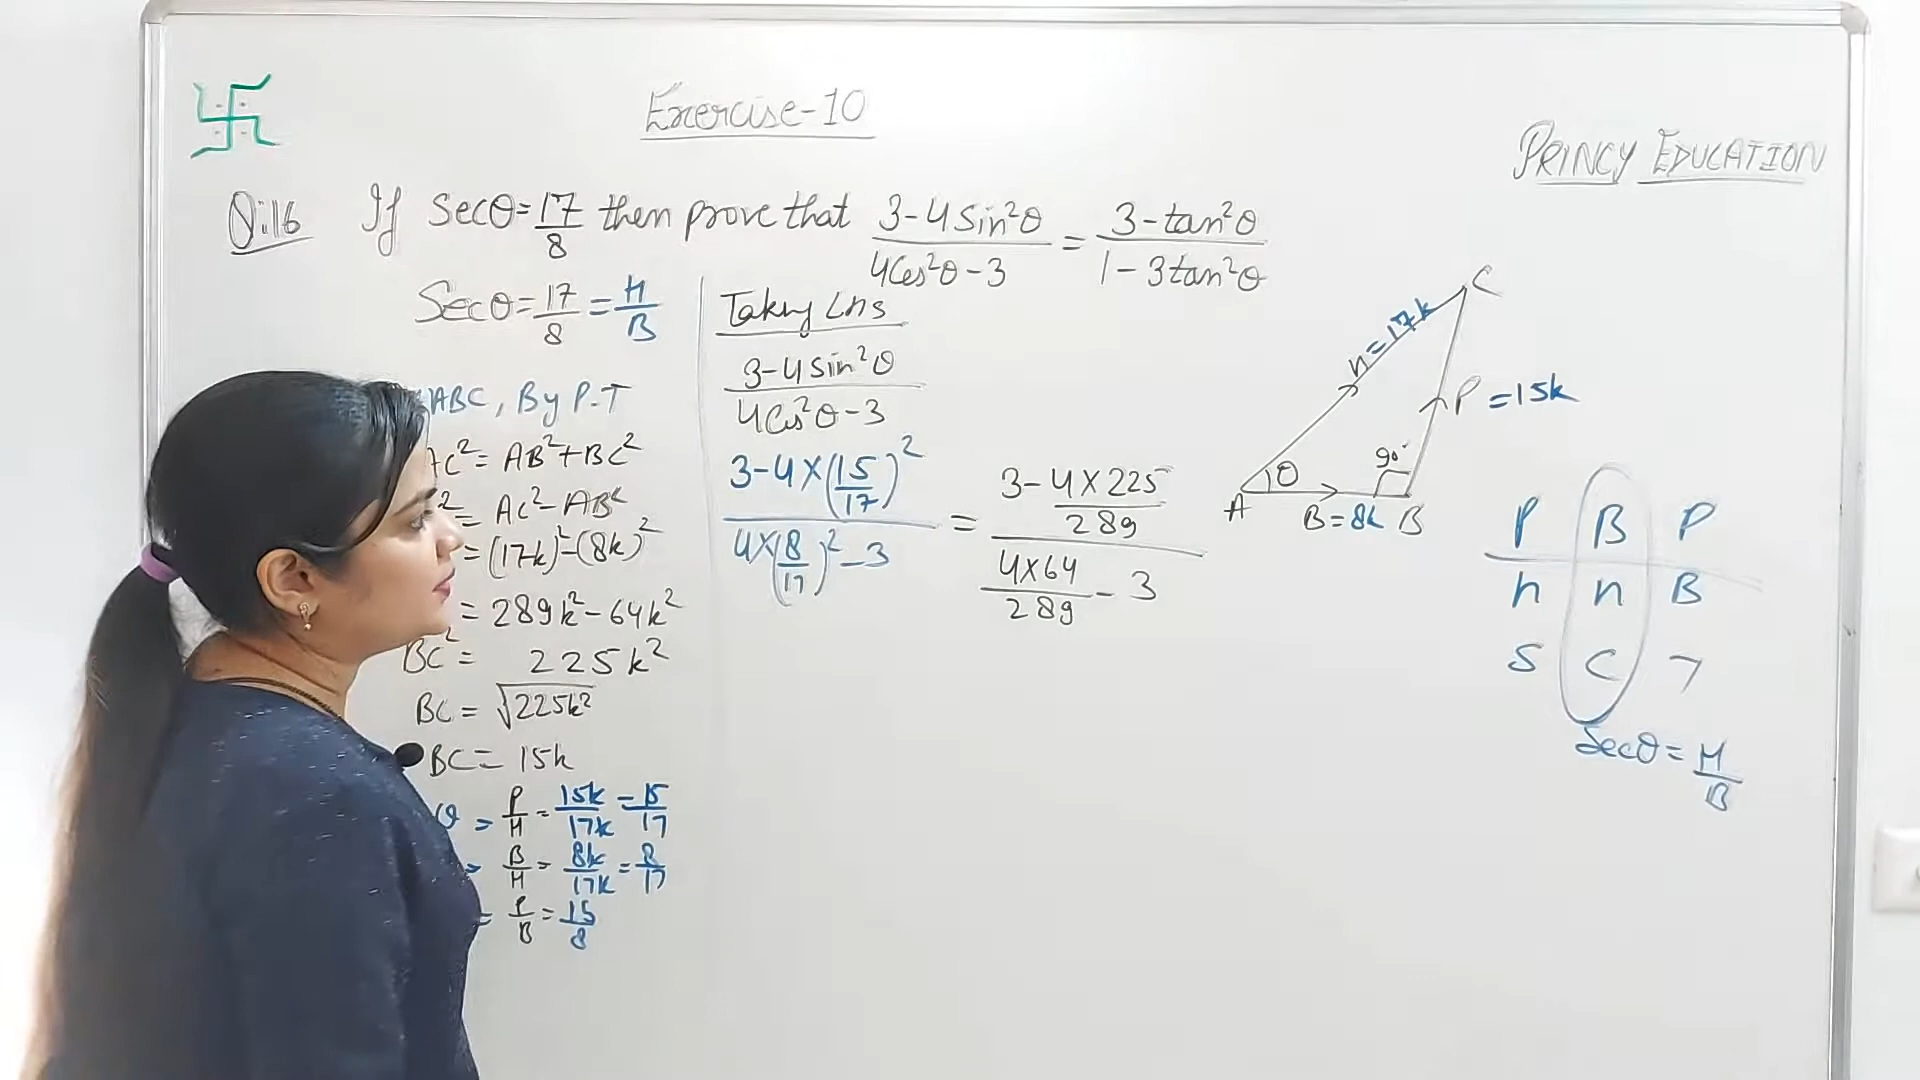 Exercise-10
PRINCY EDUCATION
Q.16 If Secθ = 17/8 then prove that (3-4Sin²θ)/(4Cos²θ-3) = (3-tan²θ)/(1-3tan²θ)
Secθ = 17/8 = H/B
ABC, By P.T
AC² = AB²+BC²
² = AC²-AB²
= (17k)²-(8k)²
= 289k²-64k²
BC² = 225k²
BC = √225k²
BC = 15k
θ = P/H = 15k/17k = 15/17
= B/H = 8k/17k = 8/17
= P/B = 15/8
Taking LHS
(3-4Sin²θ)/(4Cos²θ-3)
(3-4×(15/17)²)/(4×(8/17)²-3) = (3-4×225/289)/(4×64/289-3)
C
h=17k
P=15k
90°
θ
A B=8k B
P B P
h h B
S C T
Secθ = H/B